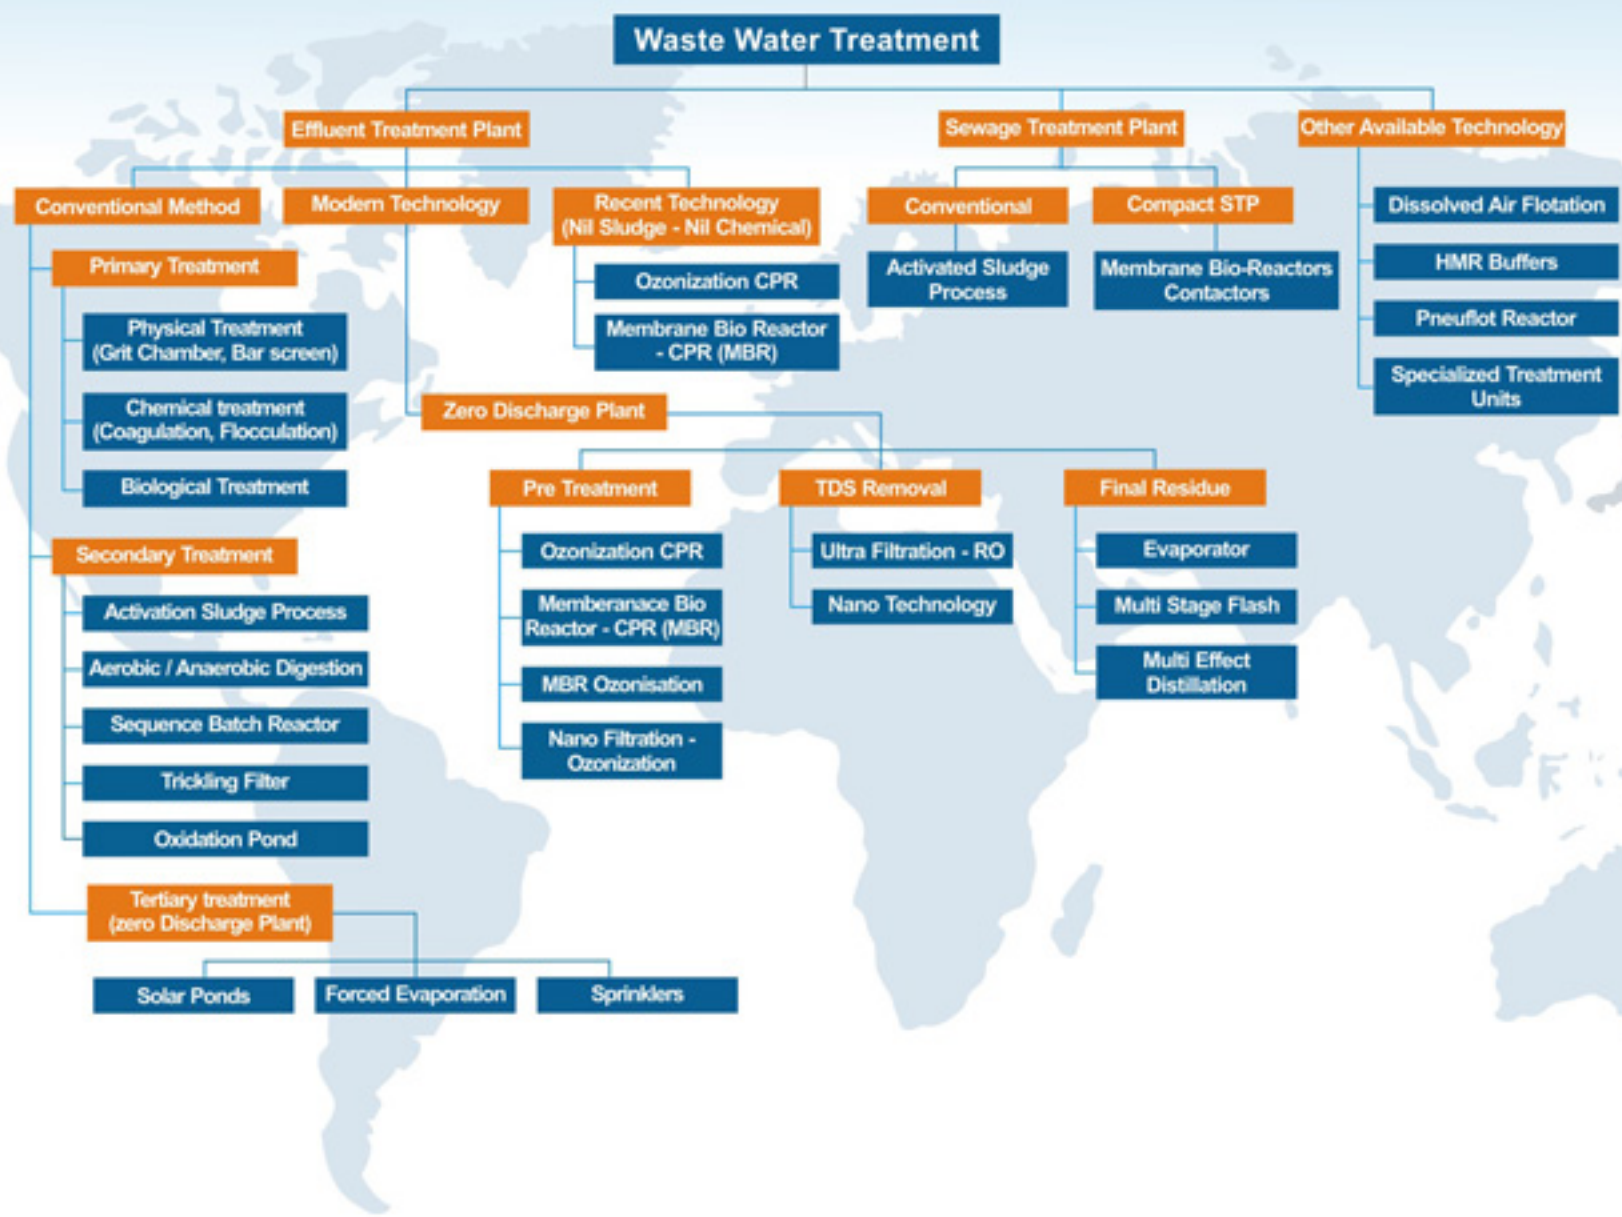 Waste Water Treatment
Effluent Treatment Plant
Sewage Treatment Plant
Other Available Technology
Conventional Method
Modern Technology
Recent Technology
(Nil Sludge - Nil Chemical)
Conventional
Compact STP
Dissolved Air Flotation
HMR Buffers
Pneuflot Reactor
Specialized Treatment
Units
Activated Sludge
Process
Membrane Bio-Reactors
Contactors
Ozonization CPR
Membrane Bio Reactor
- CPR (MBR)
Primary Treatment
Physical Treatment
(Grit Chamber, Bar screen)
Chemical treatment
(Coagulation, Flocculation)
Biological Treatment
Zero Discharge Plant
Pre Treatment
TDS Removal
Final Residue
Ozonization CPR
Memberanace Bio
Reactor - CPR (MBR)
MBR Ozonisation
Nano Filtration -
Ozonization
Ultra Filtration - RO
Nano Technology
Evaporator
Multi Stage Flash
Multi Effect
Distillation
Secondary Treatment
Activation Sludge Process
Aerobic / Anaerobic Digestion
Sequence Batch Reactor
Trickling Filter
Oxidation Pond
Tertiary treatment
(zero Discharge Plant)
Solar Ponds
Forced Evaporation
Sprinklers